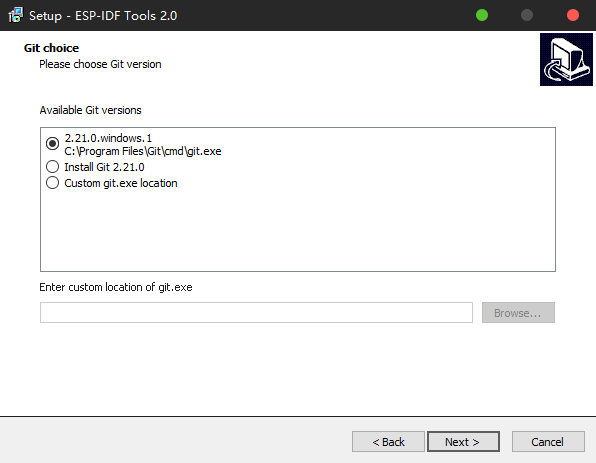 Setup - ESP-IDF Tools 2.0
Git choice
Please choose Git version
Available Git versions
2.21.0.windows.1
C:\Program Files\Git\cmd\git.exe
Install Git 2.21.0
Custom git.exe location
Enter custom location of git.exe
Browse...
< Back
Next >
Cancel